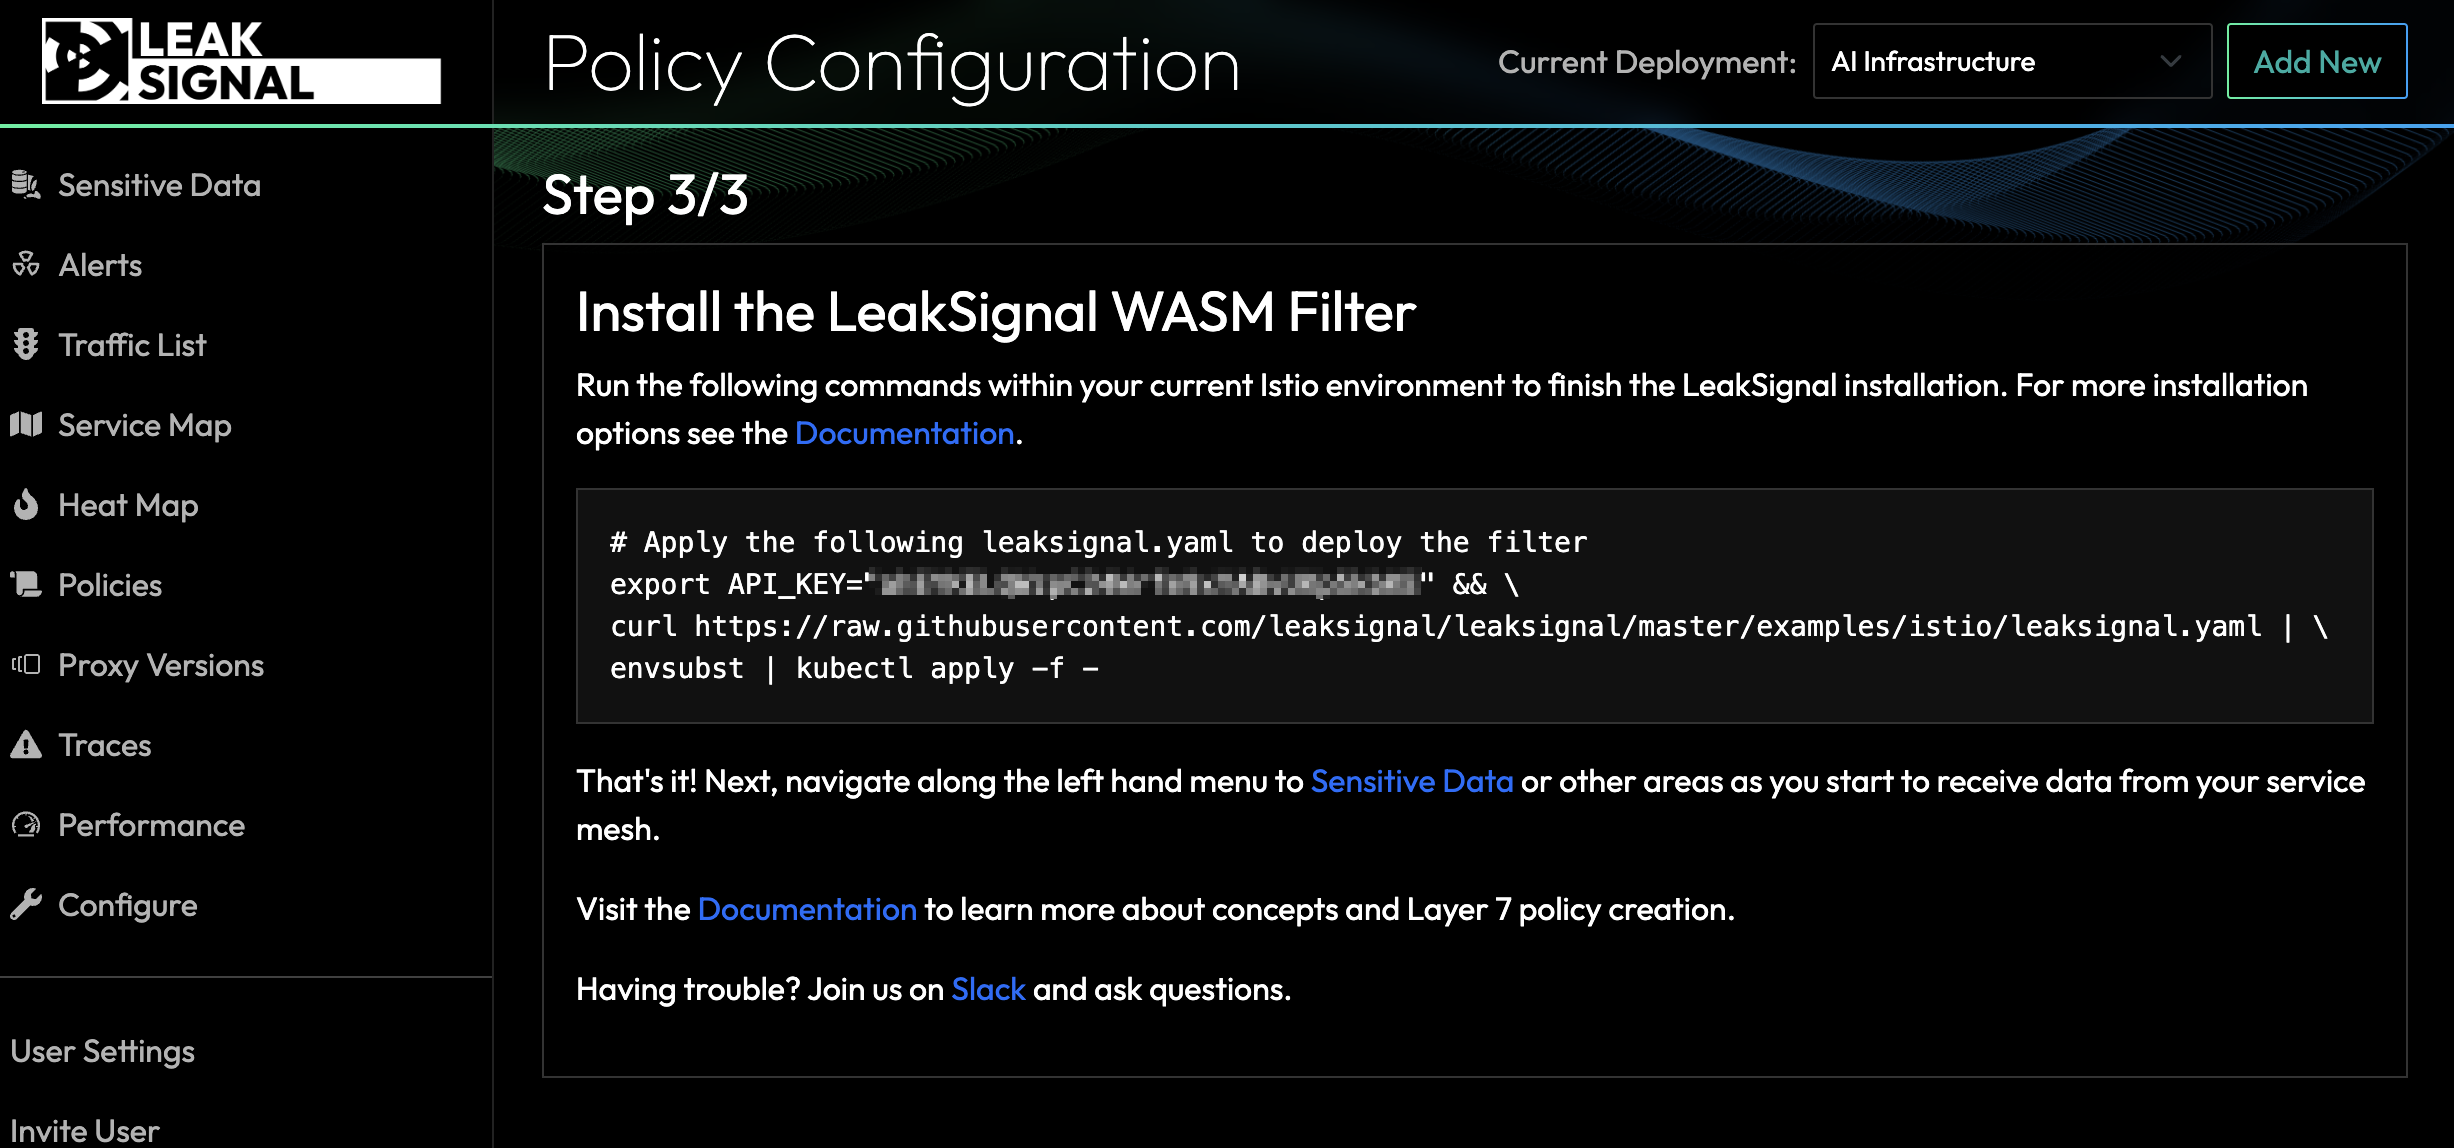 LEAK
SIGNAL
Policy Configuration
Current Deployment:
AI Infrastructure
Add New
Sensitive Data
Alerts
Traffic List
Service Map
Heat Map
Policies
Proxy Versions
Traces
Performance
Configure
User Settings
Invite User
Step 3/3
Install the LeakSignal WASM Filter
Run the following commands within your current Istio environment to finish the LeakSignal installation. For more installation
options see the Documentation.
# Apply the following leaksignal.yaml to deploy the filter
export API_KEY="" && \
curl https://raw.githubusercontent.com/leaksignal/leaksignal/master/examples/istio/leaksignal.yaml | \
envsubst | kubectl apply -f -
That's it! Next, navigate along the left hand menu to Sensitive Data or other areas as you start to receive data from your service
mesh.
Visit the Documentation to learn more about concepts and Layer 7 policy creation.
Having trouble? Join us on Slack and ask questions.